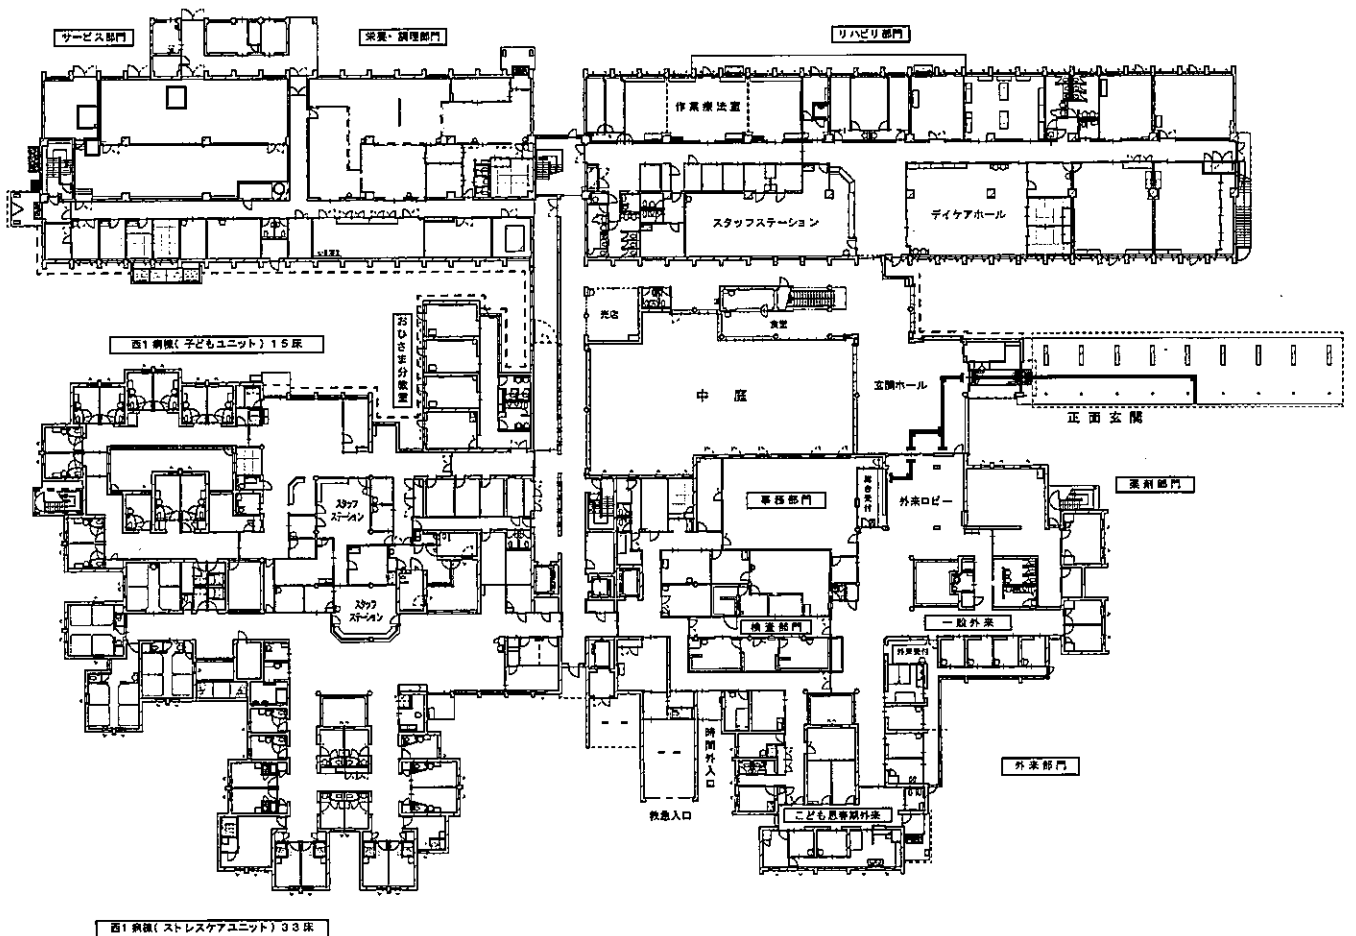 サービス部門
栄養・調理部門
リハビリ部門
作業療法室
スタッフステーション
デイケアホール
売店
食堂
おひさま分教室
西1病棟(子どもユニット)15床
中庭
玄関ホール
正面玄関
薬剤部門
事務部門
総合受付
外来ロビー
スタッフ
ステーション
スタッフ
ステーション
検査部門
一般外来
外来受付
時間外入口
外来部門
救急入口
こども思春期外来
西1病棟(ストレスケアユニット)33床